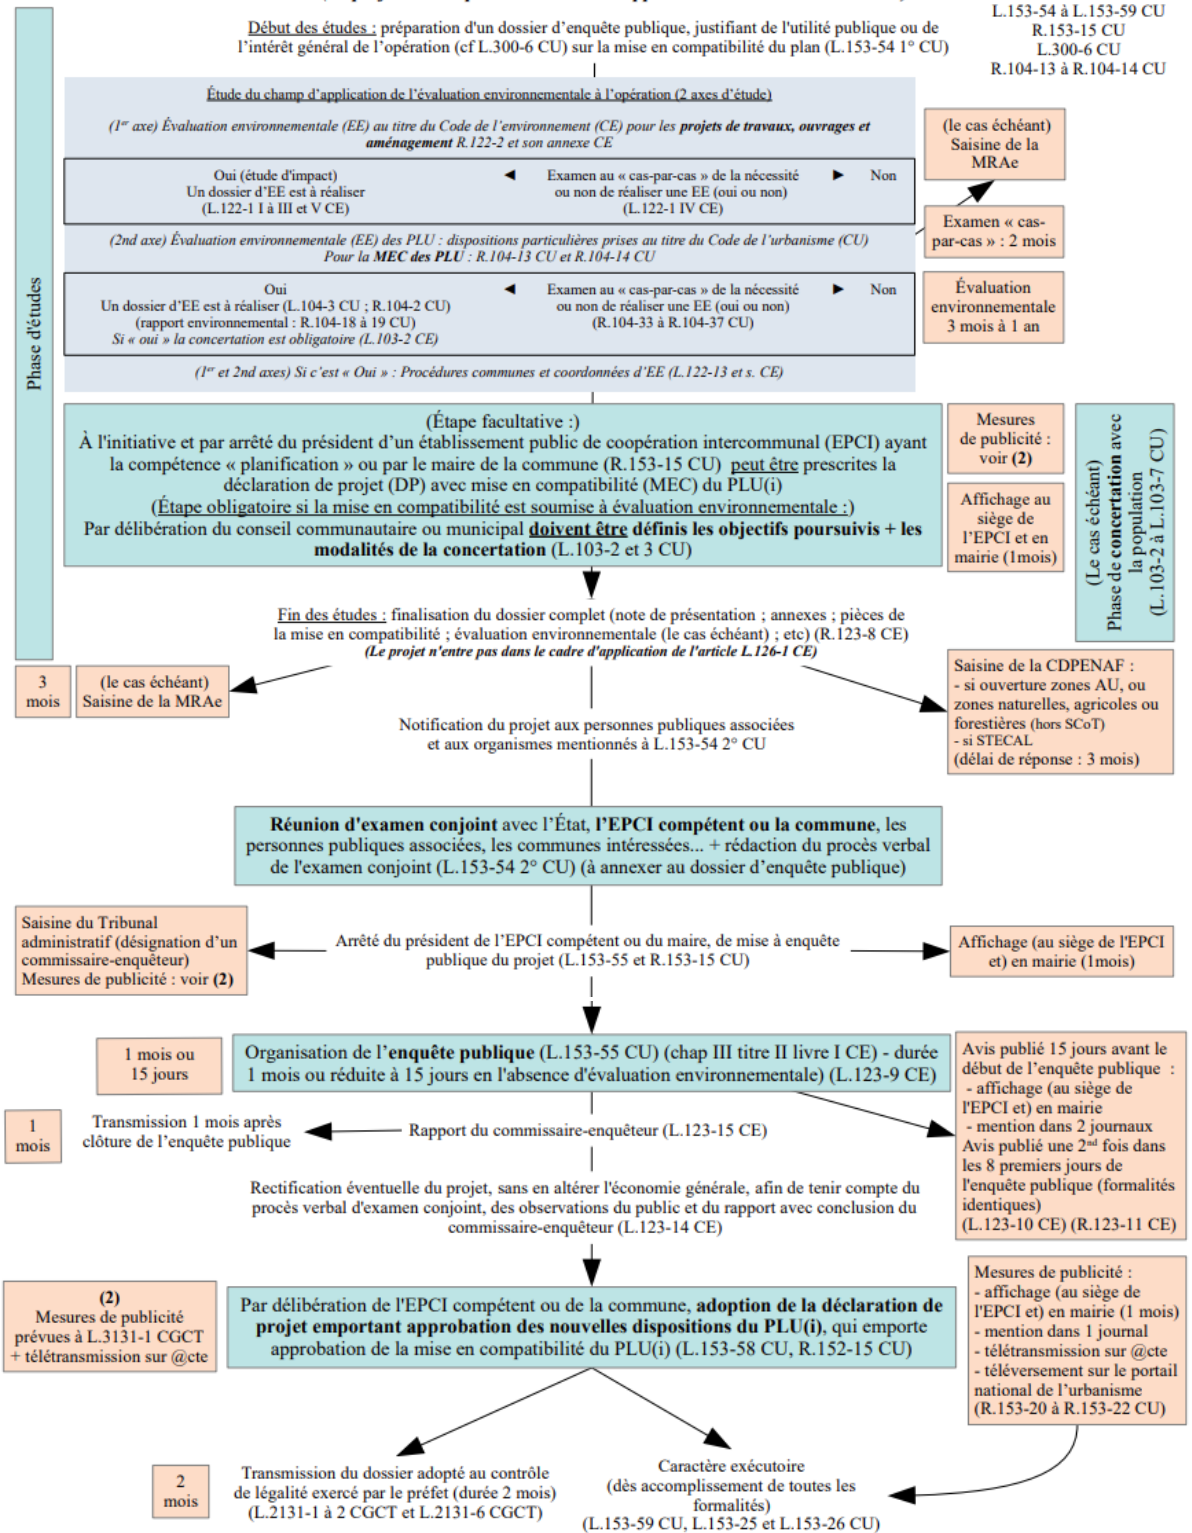 L.153-54 à L.153-59 CU
R.153-15 CU
L.300-6 CU
R.104-13 à R.104-14 CU
Début des études : préparation d'un dossier d'enquête publique, justifiant de l'utilité publique ou de
l'intérêt général de l'opération (cf L.300-6 CU) sur la mise en compatibilité du plan (L.153-54 1° CU)
Phase d'études
Étude du champ d'application de l'évaluation environnementale à l'opération (2 axes d'étude)
(1er axe) Évaluation environnementale (EE) au titre du Code de l'environnement (CE) pour les projets de travaux, ouvrages et
aménagement R.122-2 et son annexe CE
Oui (étude d'impact)
Un dossier d'EE est à réaliser
(L.122-1 I à III et V CE)
◄ Examen au « cas-par-cas » de la nécessité ► Non
ou non de réaliser une EE (oui ou non)
(L.122-1 IV CE)
(2nd axe) Évaluation environnementale (EE) des PLU : dispositions particulières prises au titre du Code de l'urbanisme (CU)
Pour la MEC des PLU : R.104-13 CU et R.104-14 CU
Oui
Un dossier d'EE est à réaliser (L.104-3 CU ; R.104-2 CU)
(rapport environnemental : R.104-18 à 19 CU)
Si « oui » la concertation est obligatoire (L.103-2 CE)
◄ Examen au « cas-par-cas » de la nécessité ► Non
ou non de réaliser une EE (oui ou non)
(R.104-33 à R.104-37 CU)
(1er et 2nd axes) Si c'est « Oui » : Procédures communes et coordonnées d'EE (L.122-13 et s. CE)
(le cas échéant)
Saisine de la
MRAe
Examen « cas-
par-cas » : 2 mois
Évaluation
environnementale
3 mois à 1 an
(Étape facultative :)
À l'initiative et par arrêté du président d'un établissement public de coopération intercommunal (EPCI) ayant
la compétence « planification » ou par le maire de la commune (R.153-15 CU) peut être prescrites la
déclaration de projet (DP) avec mise en compatibilité (MEC) du PLU(i)
(Étape obligatoire si la mise en compatibilité est soumise à évaluation environnementale :)
Par délibération du conseil communautaire ou municipal doivent être définis les objectifs poursuivis + les
modalités de la concertation (L.103-2 et 3 CU)
Mesures
de publicité :
voir (2)
Affichage au
siège de
l'EPCI et en
mairie (1mois)
(Le cas échéant)
Phase de concertation avec
la population
(L.103-2 à L.103-7 CU)
Fin des études : finalisation du dossier complet (note de présentation ; annexes ; pièces de
la mise en compatibilité ; évaluation environnementale (le cas échéant) ; etc) (R.123-8 CE)
(Le projet n'entre pas dans le cadre d'application de l'article L.126-1 CE)
3
mois
(le cas échéant)
Saisine de la MRAe
Saisine de la CDPENAF :
- si ouverture zones AU, ou
zones naturelles, agricoles ou
forestières (hors SCoT)
- si STECAL
(délai de réponse : 3 mois)
Notification du projet aux personnes publiques associées
et aux organismes mentionnés à L.153-54 2° CU
Réunion d'examen conjoint avec l'État, l'EPCI compétent ou la commune, les
personnes publiques associées, les communes intéressées... + rédaction du procès verbal
de l'examen conjoint (L.153-54 2° CU) (à annexer au dossier d'enquête publique)
Saisine du Tribunal
administratif (désignation d'un
commissaire-enquêteur)
Mesures de publicité : voir (2)
Arrêté du président de l'EPCI compétent ou du maire, de mise à enquête
publique du projet (L.153-55 et R.153-15 CU)
Affichage (au siège de l'EPCI
et) en mairie (1mois)
1 mois ou
15 jours
Organisation de l'enquête publique (L.153-55 CU) (chap III titre II livre I CE) - durée
1 mois ou réduite à 15 jours en l'absence d'évaluation environnementale) (L.123-9 CE)
Avis publié 15 jours avant le
début de l'enquête publique :
- affichage (au siège de
l'EPCI et) en mairie
- mention dans 2 journaux
Avis publié une 2nd fois dans
les 8 premiers jours de
l'enquête publique (formalités
identiques)
(L.123-10 CE) (R.123-11 CE)
1
mois
Transmission 1 mois après
clôture de l'enquête publique
Rapport du commissaire-enquêteur (L.123-15 CE)
Rectification éventuelle du projet, sans en altérer l'économie générale, afin de tenir compte du
procès verbal d'examen conjoint, des observations du public et du rapport avec conclusion du
commissaire-enquêteur (L.123-14 CE)
(2)
Mesures de publicité
prévues à L.3131-1 CGCT
+ télétransmission sur @cte
Par délibération de l'EPCI compétent ou de la commune, adoption de la déclaration de
projet emportant approbation des nouvelles dispositions du PLU(i), qui emporte
approbation de la mise en compatibilité du PLU(i) (L.153-58 CU, R.152-15 CU)
Mesures de publicité :
- affichage (au siège de
l'EPCI et) en mairie (1 mois)
- mention dans 1 journal
- télétransmission sur @cte
- téléversement sur le portail
national de l'urbanisme
(R.153-20 à R.153-22 CU)
2
mois
Transmission du dossier adopté au contrôle
de légalité exercé par le préfet (durée 2 mois)
(L.2131-1 à 2 CGCT et L.2131-6 CGCT)
Caractère exécutoire
(dès accomplissement de toutes les
formalités)
(L.153-59 CU, L.153-25 et L.153-26 CU)